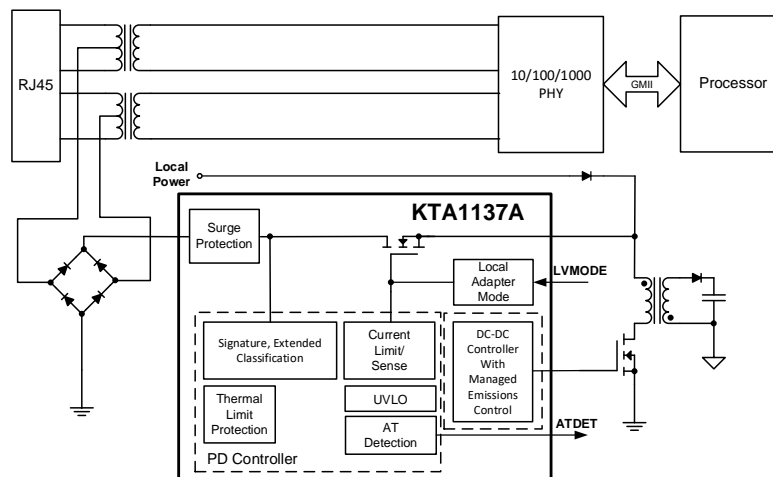 RJ45
10/100/1000
PHY
GMII
Processor
Local
Power
KTA1137A
Surge
Protection
Local
Adapter
Mode
LVMODE
Signature, Extended
Classification
Current
Limit/
Sense
DC-DC
Controller
With
Managed
Emissions
Control
Thermal
Limit
Protection
UVLO
AT
Detection
ATDET
PD Controller